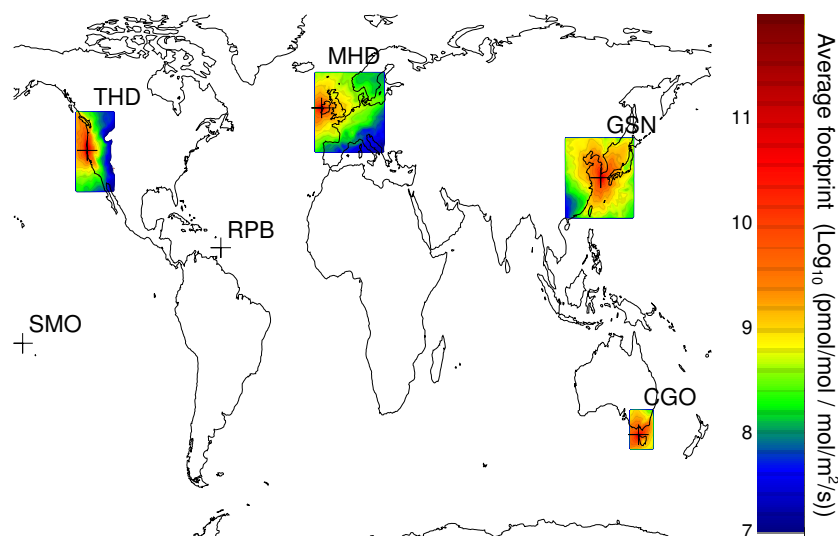 MHD
THD
GSN
RPB
SMO
CGO
11
10
9
8
7
Average footprint (Log₁₀ (pmol/mol / mol/m²/s))